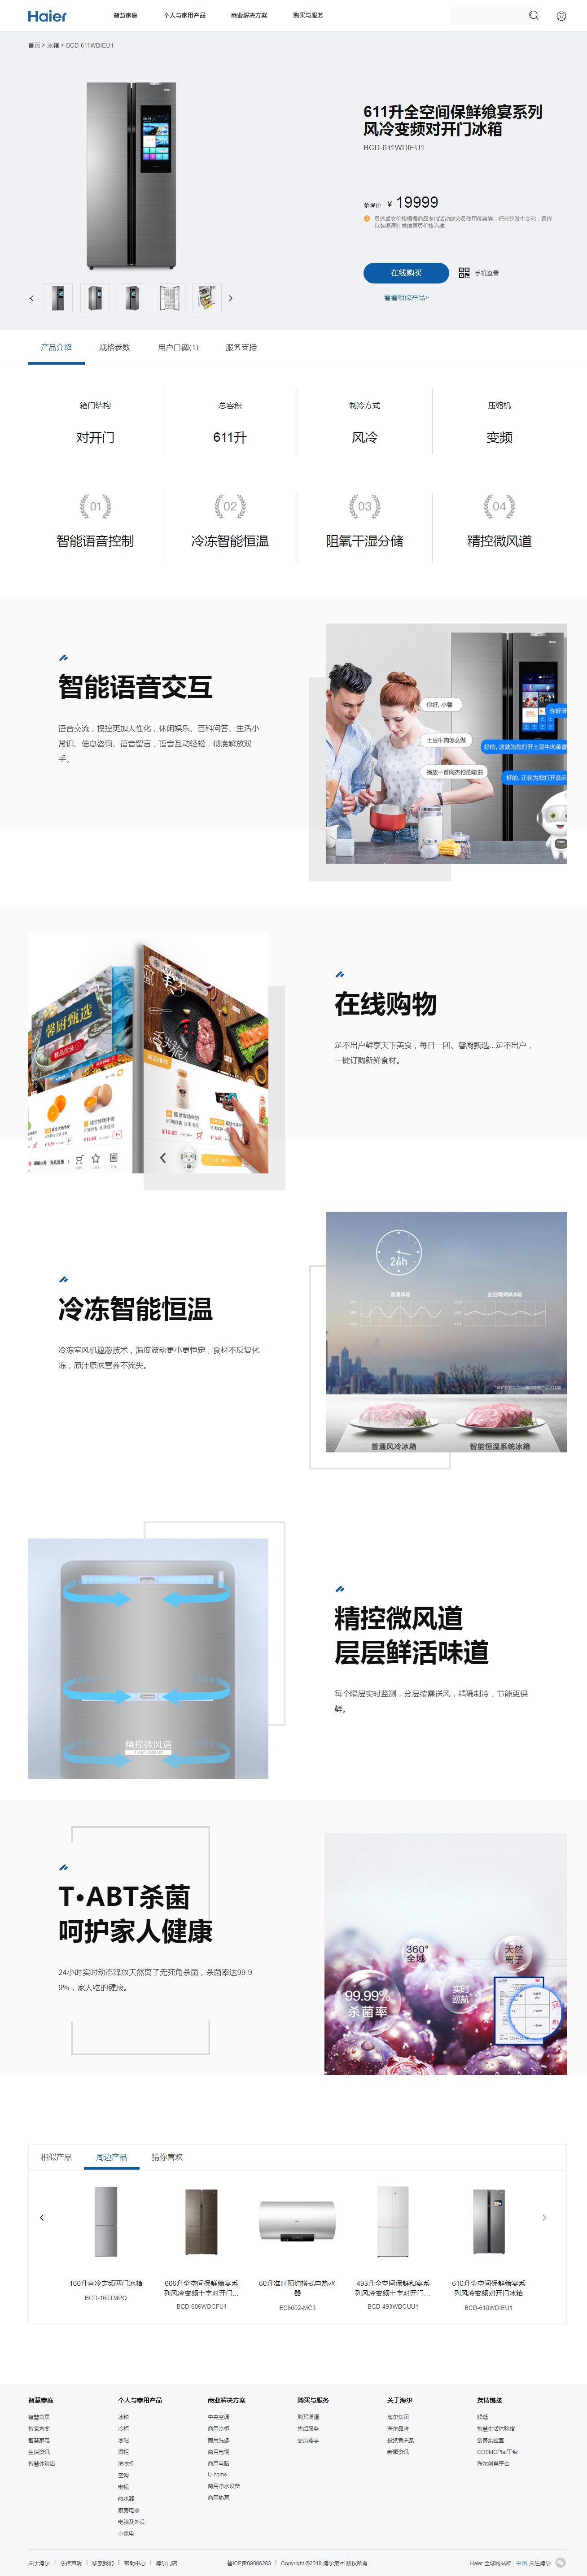 Haier
智慧家庭
个人与家用产品
商业解决方案
购买与服务
首页 > 冰箱 > BCD-611WDIEU1
611升全空间保鲜飨宴系列
风冷变频对开门冰箱
BCD-611WDIEU1
参考价 ¥ 19999
具体成交价格根据商品参加活动或会员使用优惠券、积分等发生变化，最终
以各渠道订单结算页价格为准
在线购买
手机查看
看看相似产品>
产品介绍
规格参数
用户口碑(1)
服务支持
箱门结构
对开门
总容积
611升
制冷方式
风冷
压缩机
变频
01
智能语音控制
02
冷冻智能恒温
03
阻氧干湿分储
04
精控微风道
智能语音交互
语音交流，操控更加人性化，休闲娱乐、百科问答、生活小
常识、信息咨询、语音留言，语音互动轻松，彻底解放双
手。
你好, 小馨
你好呀
土豆牛肉怎么做
好的, 这就为您打开土豆牛肉菜谱
播放一首周杰伦的歌曲
好的, 正在为您打开音乐
馨厨甄选
精品优选
在线购物
足不出户鲜享天下美食，每日一团、馨厨甄选...足不出户，
一键订购新鲜食材。
冷冻智能恒温
冷冻室风机遮蔽技术，温度波动更小更恒定，食材不反复化
冻，原汁原味营养不流失。
24h
普通冰箱
全空间保鲜冰箱
普通风冷冰箱
智能恒温系统冰箱
精控微风道
精控微风道
层层鲜活味道
每个隔层实时监测，分层按需送风，精确制冷，节能更保
鲜。
T·ABT杀菌
呵护家人健康
24小时实时动态释放天然离子无死角杀菌，杀菌率达99.9
9%，家人吃的健康。
360°
全域
天然
离子
99.99%
杀菌率
实时
巡航
相似产品
周边产品
猜你喜欢
160升直冷定频两门冰箱
BCD-160TMPQ
606升全空间保鲜飨宴系
列风冷变频十字对开门...
BCD-606WDCFU1
60升准时预约横式电热水
器
EC6002-MC3
493升全空间保鲜和宴系
列风冷变频十字对开门...
BCD-493WDCUU1
610升全空间保鲜飨宴系
列风冷变频对开门冰箱
BCD-610WDIEU1
智慧家庭
智慧首页
智家方案
智慧家电
生活资讯
智慧体验店
个人与家用产品
冰箱
冷柜
冰吧
酒柜
洗衣机
空调
电视
热水器
厨房电器
电脑及外设
小家电
商业解决方案
中央空调
商用冷柜
商用洗涤
商用电视
商用电脑
U-home
商用净水设备
商用热泵
购买与服务
购买渠道
售后服务
会员尊享
关于海尔
海尔集团
海尔品牌
投资者关系
新闻资讯
友情链接
顺逛
智慧生活体验馆
创客实验室
COSMOPlat平台
海尔创意平台
关于海尔 | 法律声明 | 联系我们 | 帮助中心 | 海尔门店
鲁ICP备09096283 | Copyright ©2019 海尔集团 版权所有
Haier 全球网站群 中国 关注海尔